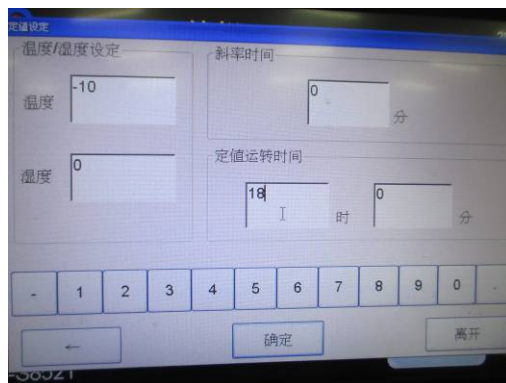 定值设定
温度/湿度设定
斜率时间
温度
-10
0
分
定值运转时间
湿度
0
18
时
0
分
- 1 2 3 4 5 6 7 8 9 0 .
← 确定 离开
-38521